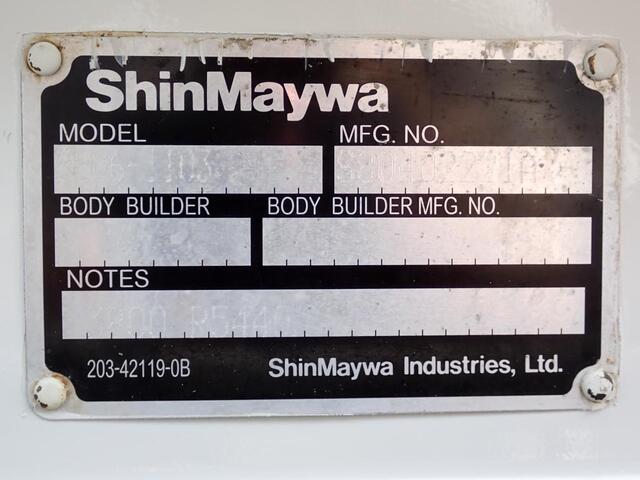 ShinMaywa
MODEL MFG. NO.
BODY BUILDER BODY BUILDER MFG. NO.
NOTES
203-42119-0B ShinMaywa Industries, Ltd.